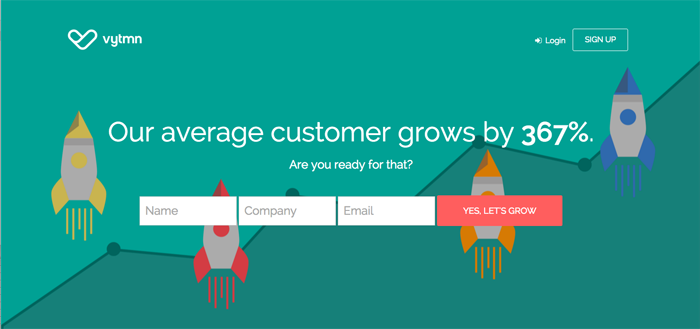 vytmn
Login
SIGN UP
Our average customer grows by 367%.
Are you ready for that?
Name
Company
Email
YES, LET'S GROW